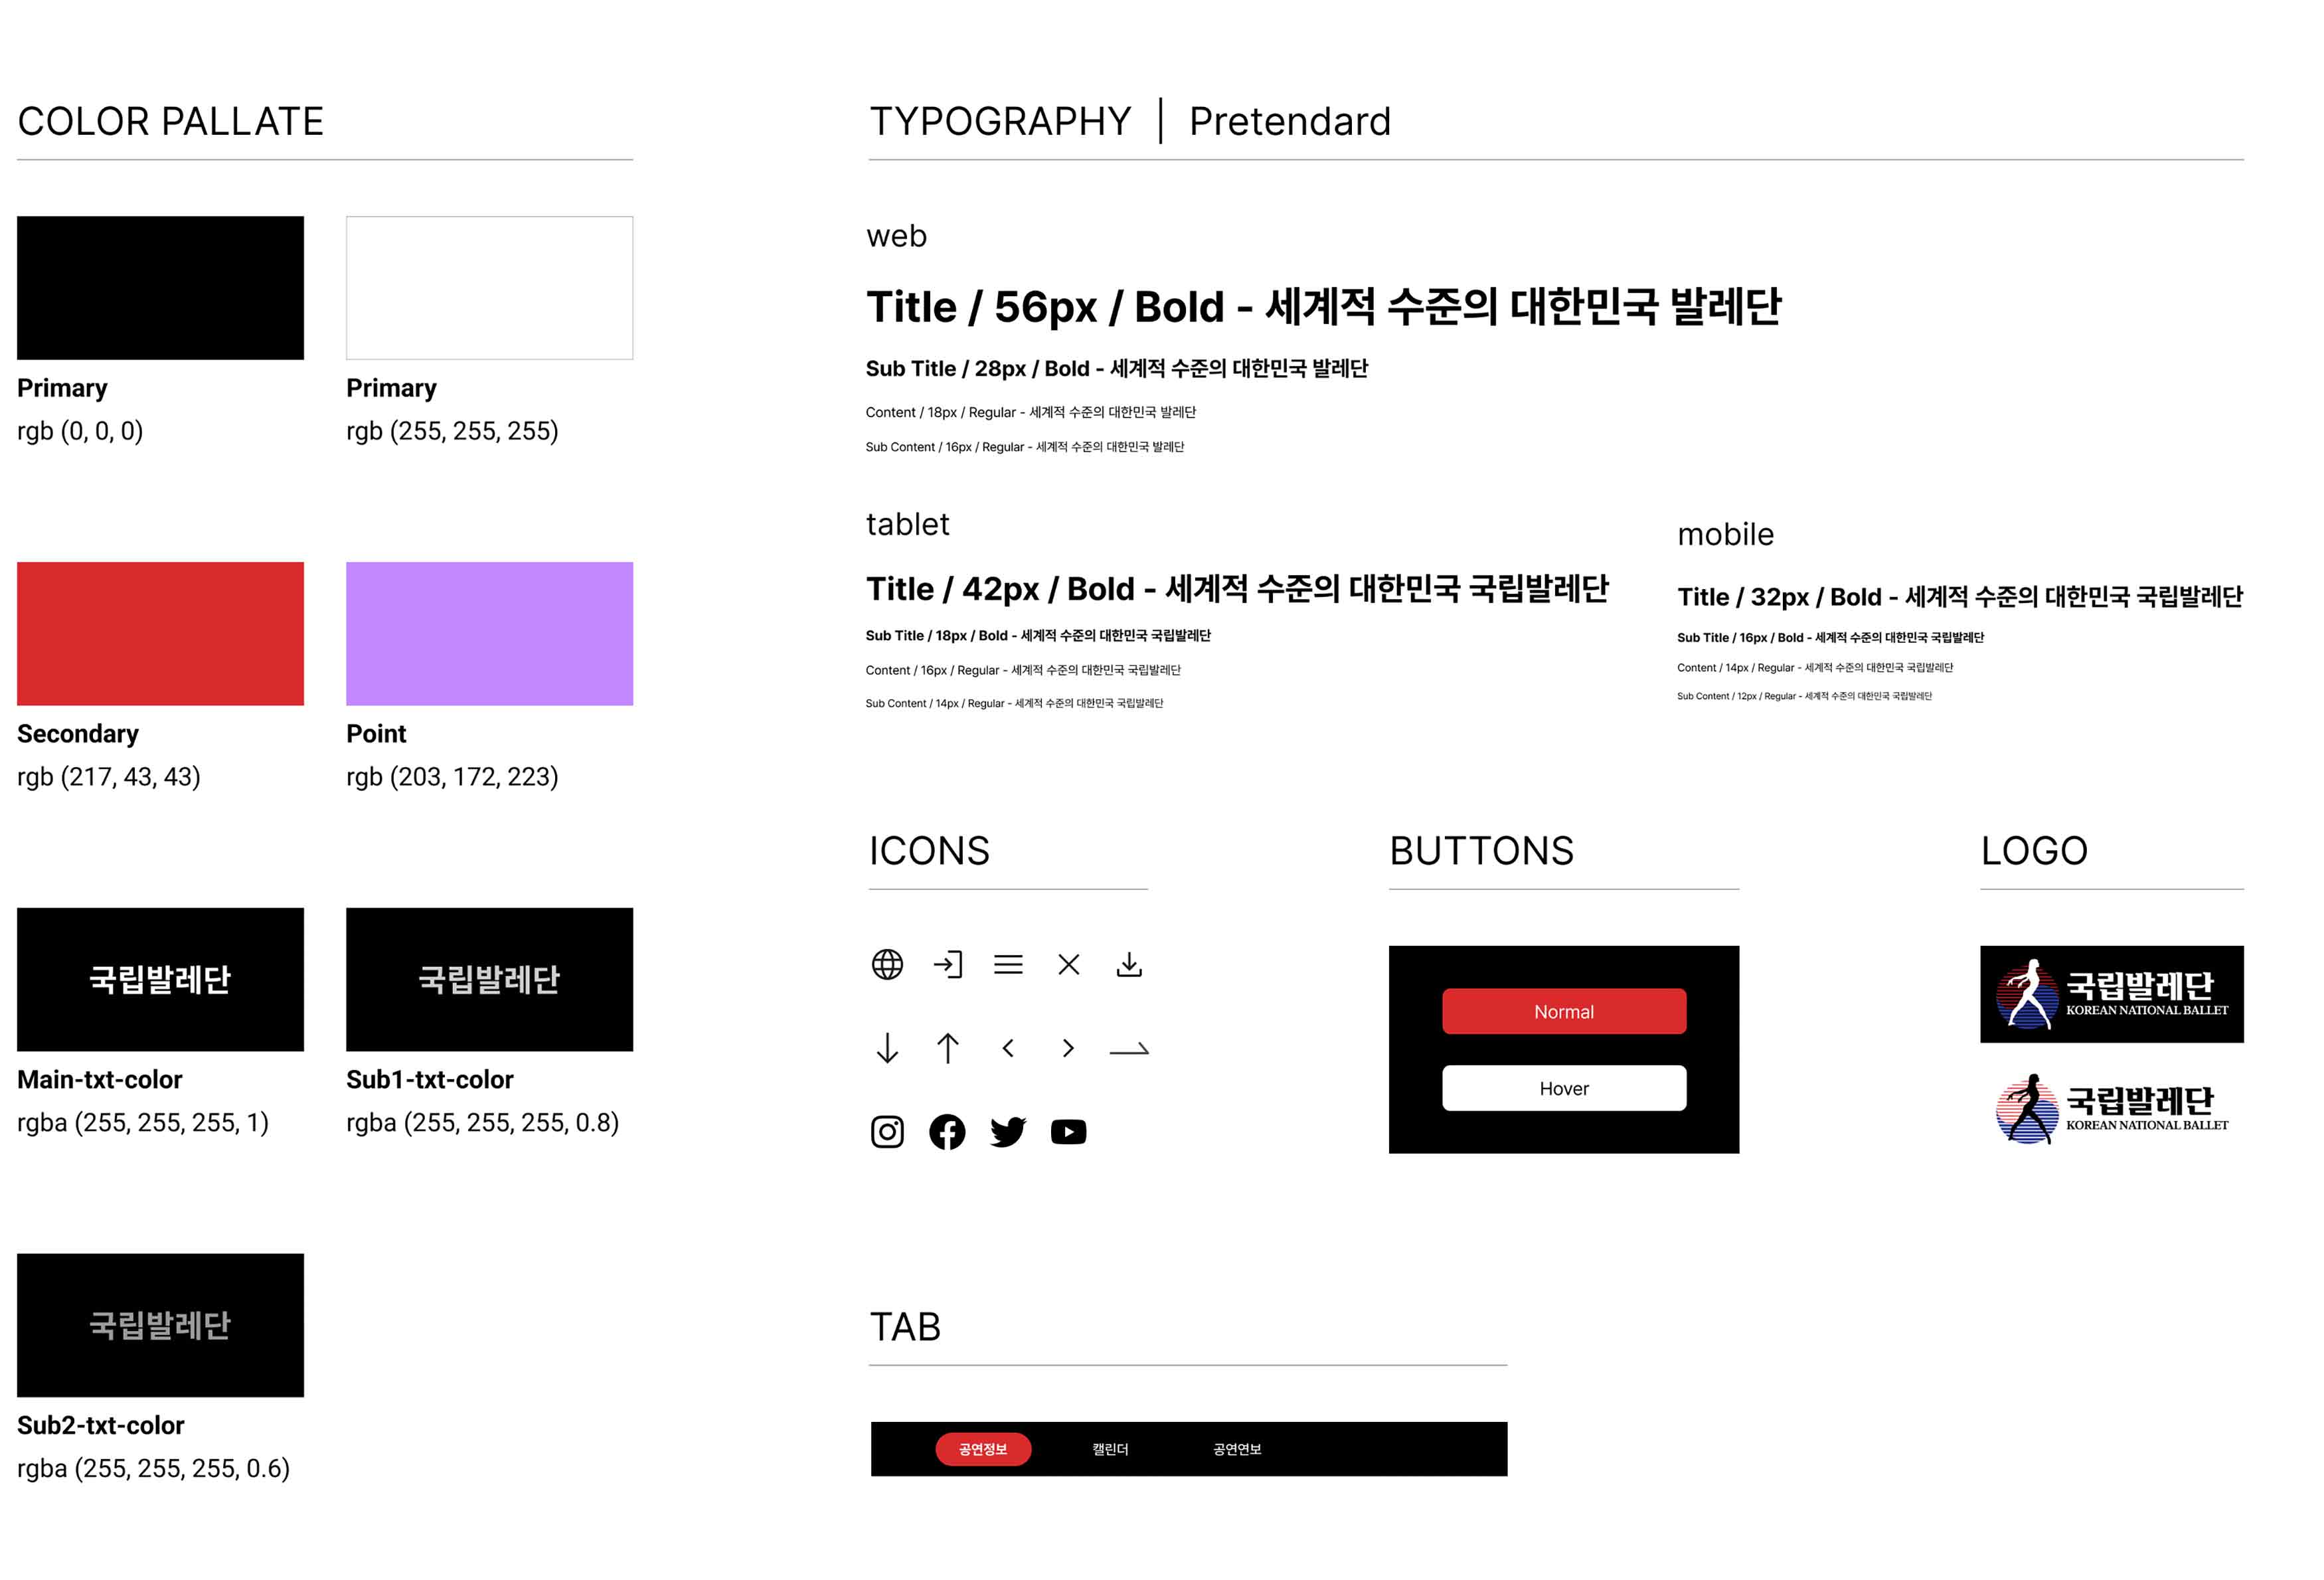 COLOR PALLATE
Primary
rgb (0, 0, 0)
Primary
rgb (255, 255, 255)
Secondary
rgb (217, 43, 43)
Point
rgb (203, 172, 223)
국립발레단
Main-txt-color
rgba (255, 255, 255, 1)
국립발레단
Sub1-txt-color
rgba (255, 255, 255, 0.8)
국립발레단
Sub2-txt-color
rgba (255, 255, 255, 0.6)
TYPOGRAPHY | Pretendard
web
Title / 56px / Bold - 세계적 수준의 대한민국 발레단
Sub Title / 28px / Bold - 세계적 수준의 대한민국 발레단
Content / 18px / Regular - 세계적 수준의 대한민국 발레단
Sub Content / 16px / Regular - 세계적 수준의 대한민국 발레단
tablet
Title / 42px / Bold - 세계적 수준의 대한민국 국립발레단
Sub Title / 18px / Bold - 세계적 수준의 대한민국 국립발레단
Content / 16px / Regular - 세계적 수준의 대한민국 국립발레단
Sub Content / 14px / Regular - 세계적 수준의 대한민국 국립발레단
mobile
Title / 32px / Bold - 세계적 수준의 대한민국 국립발레단
Sub Title / 16px / Bold - 세계적 수준의 대한민국 국립발레단
Content / 14px / Regular - 세계적 수준의 대한민국 국립발레단
Sub Content / 12px / Regular - 세계적 수준의 대한민국 국립발레단
ICONS
BUTTONS
Normal
Hover
LOGO
국립발레단
KOREAN NATIONAL BALLET
국립발레단
KOREAN NATIONAL BALLET
TAB
공연정보
캘린더
공연연보